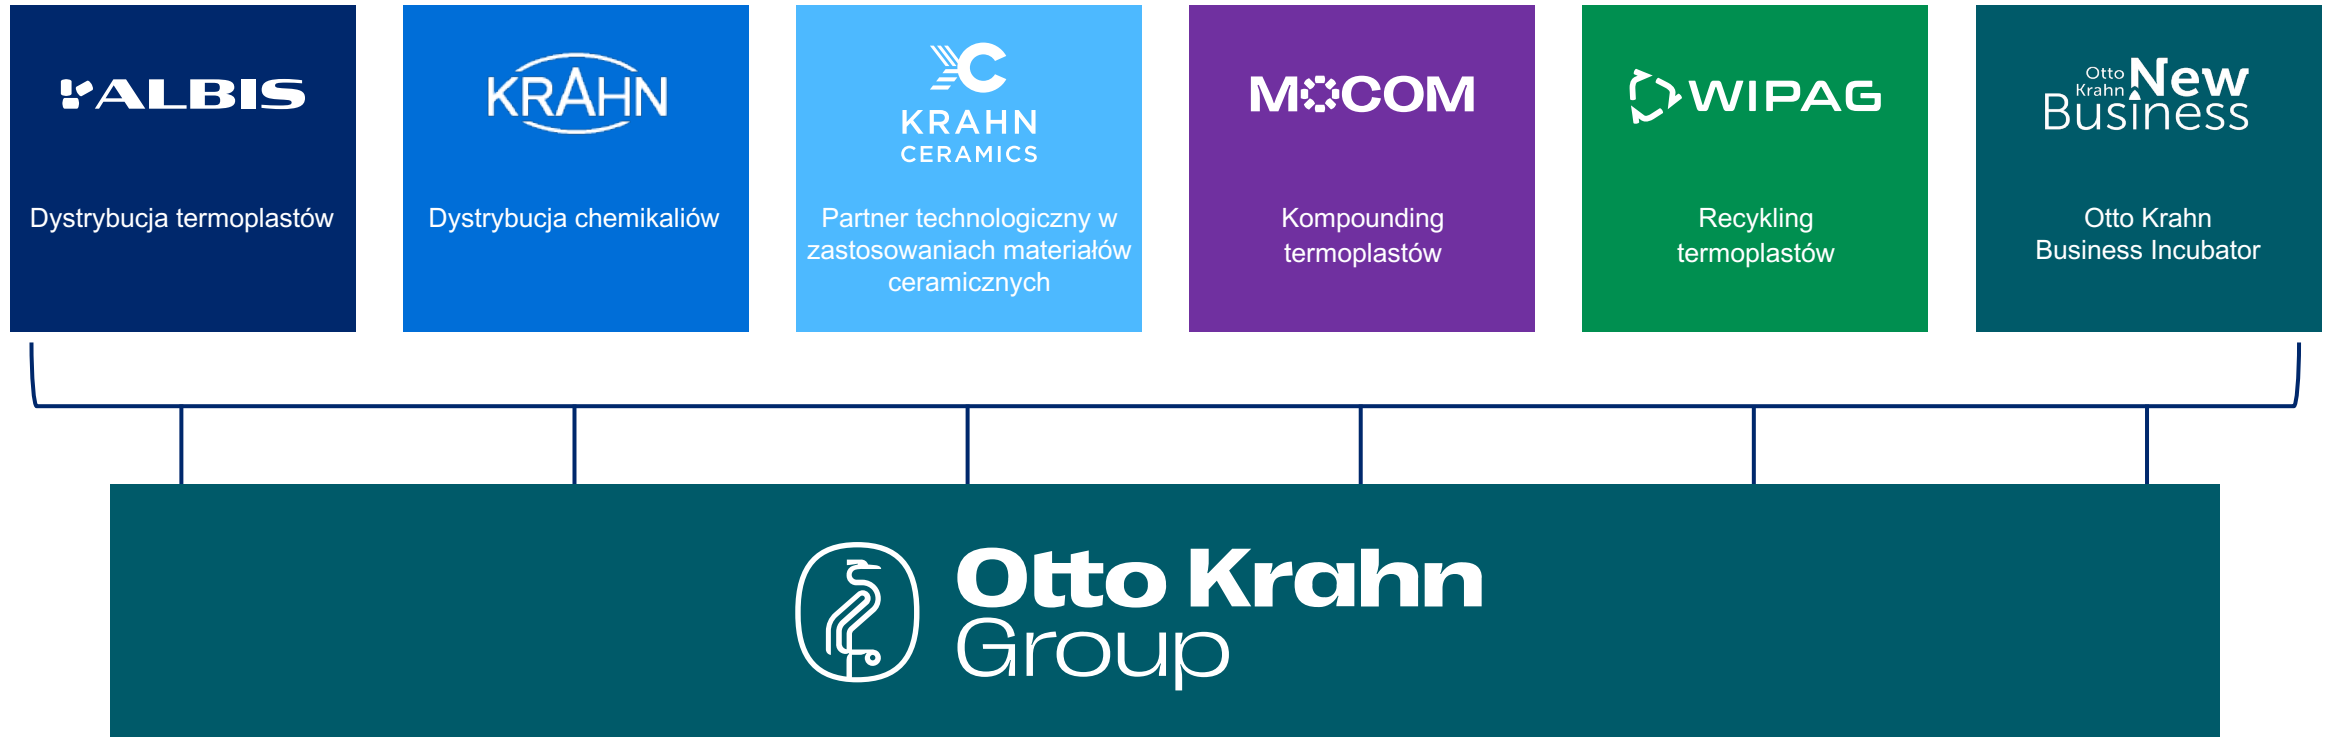 ALBIS
Dystrybucja termoplastów
KRAHN
Dystrybucja chemikaliów
KRAHN
CERAMICS
Partner technologiczny w
zastosowaniach materiałów
ceramicznych
MOCOM
Kompounding
termoplastów
WIPAG
Recykling
termoplastów
Otto
Krahn
New
Business
Otto Krahn
Business Incubator
Otto Krahn
Group